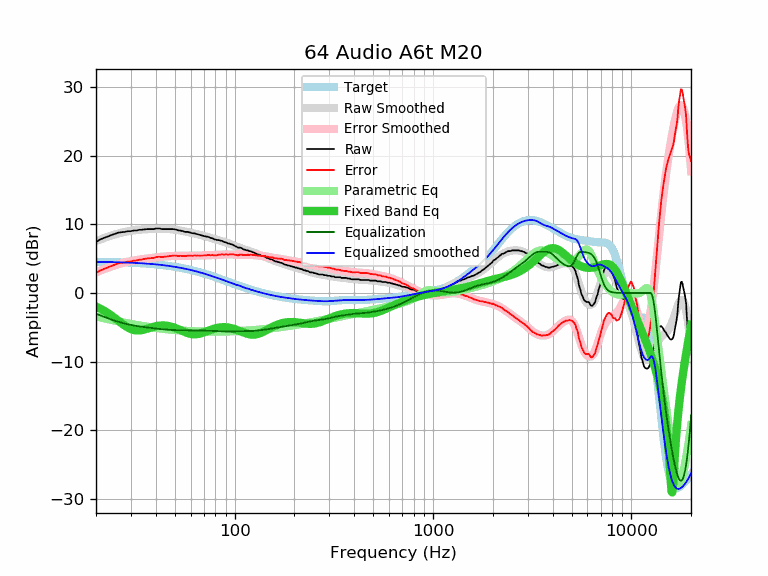 64 Audio A6t M20
Target
Raw Smoothed
Error Smoothed
Raw
Error
Parametric Eq
Fixed Band Eq
Equalization
Equalized smoothed
30
20
10
0
−10
−20
−30
Amplitude (dBr)
100
1000
10000
Frequency (Hz)